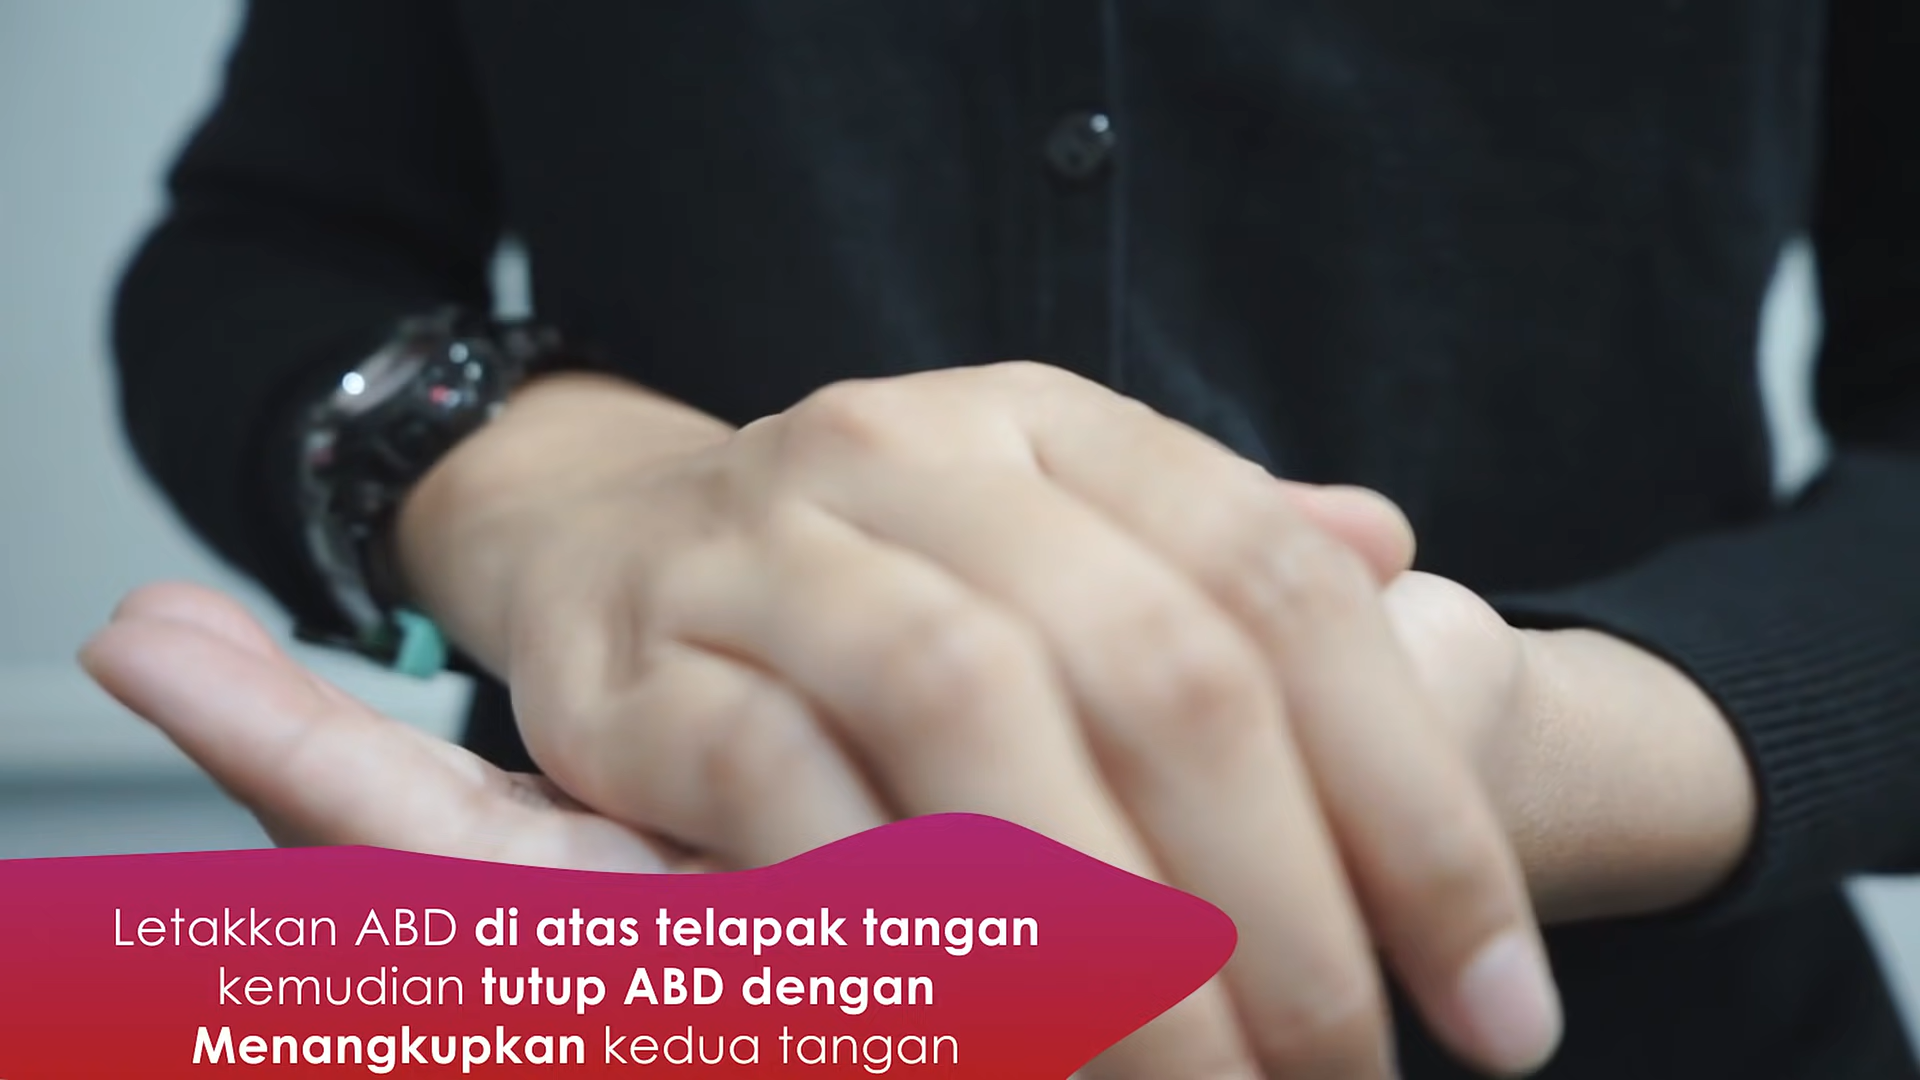 Letakkan ABD di atas telapak tangan
kemudian tutup ABD dengan
Menangkupkan kedua tangan